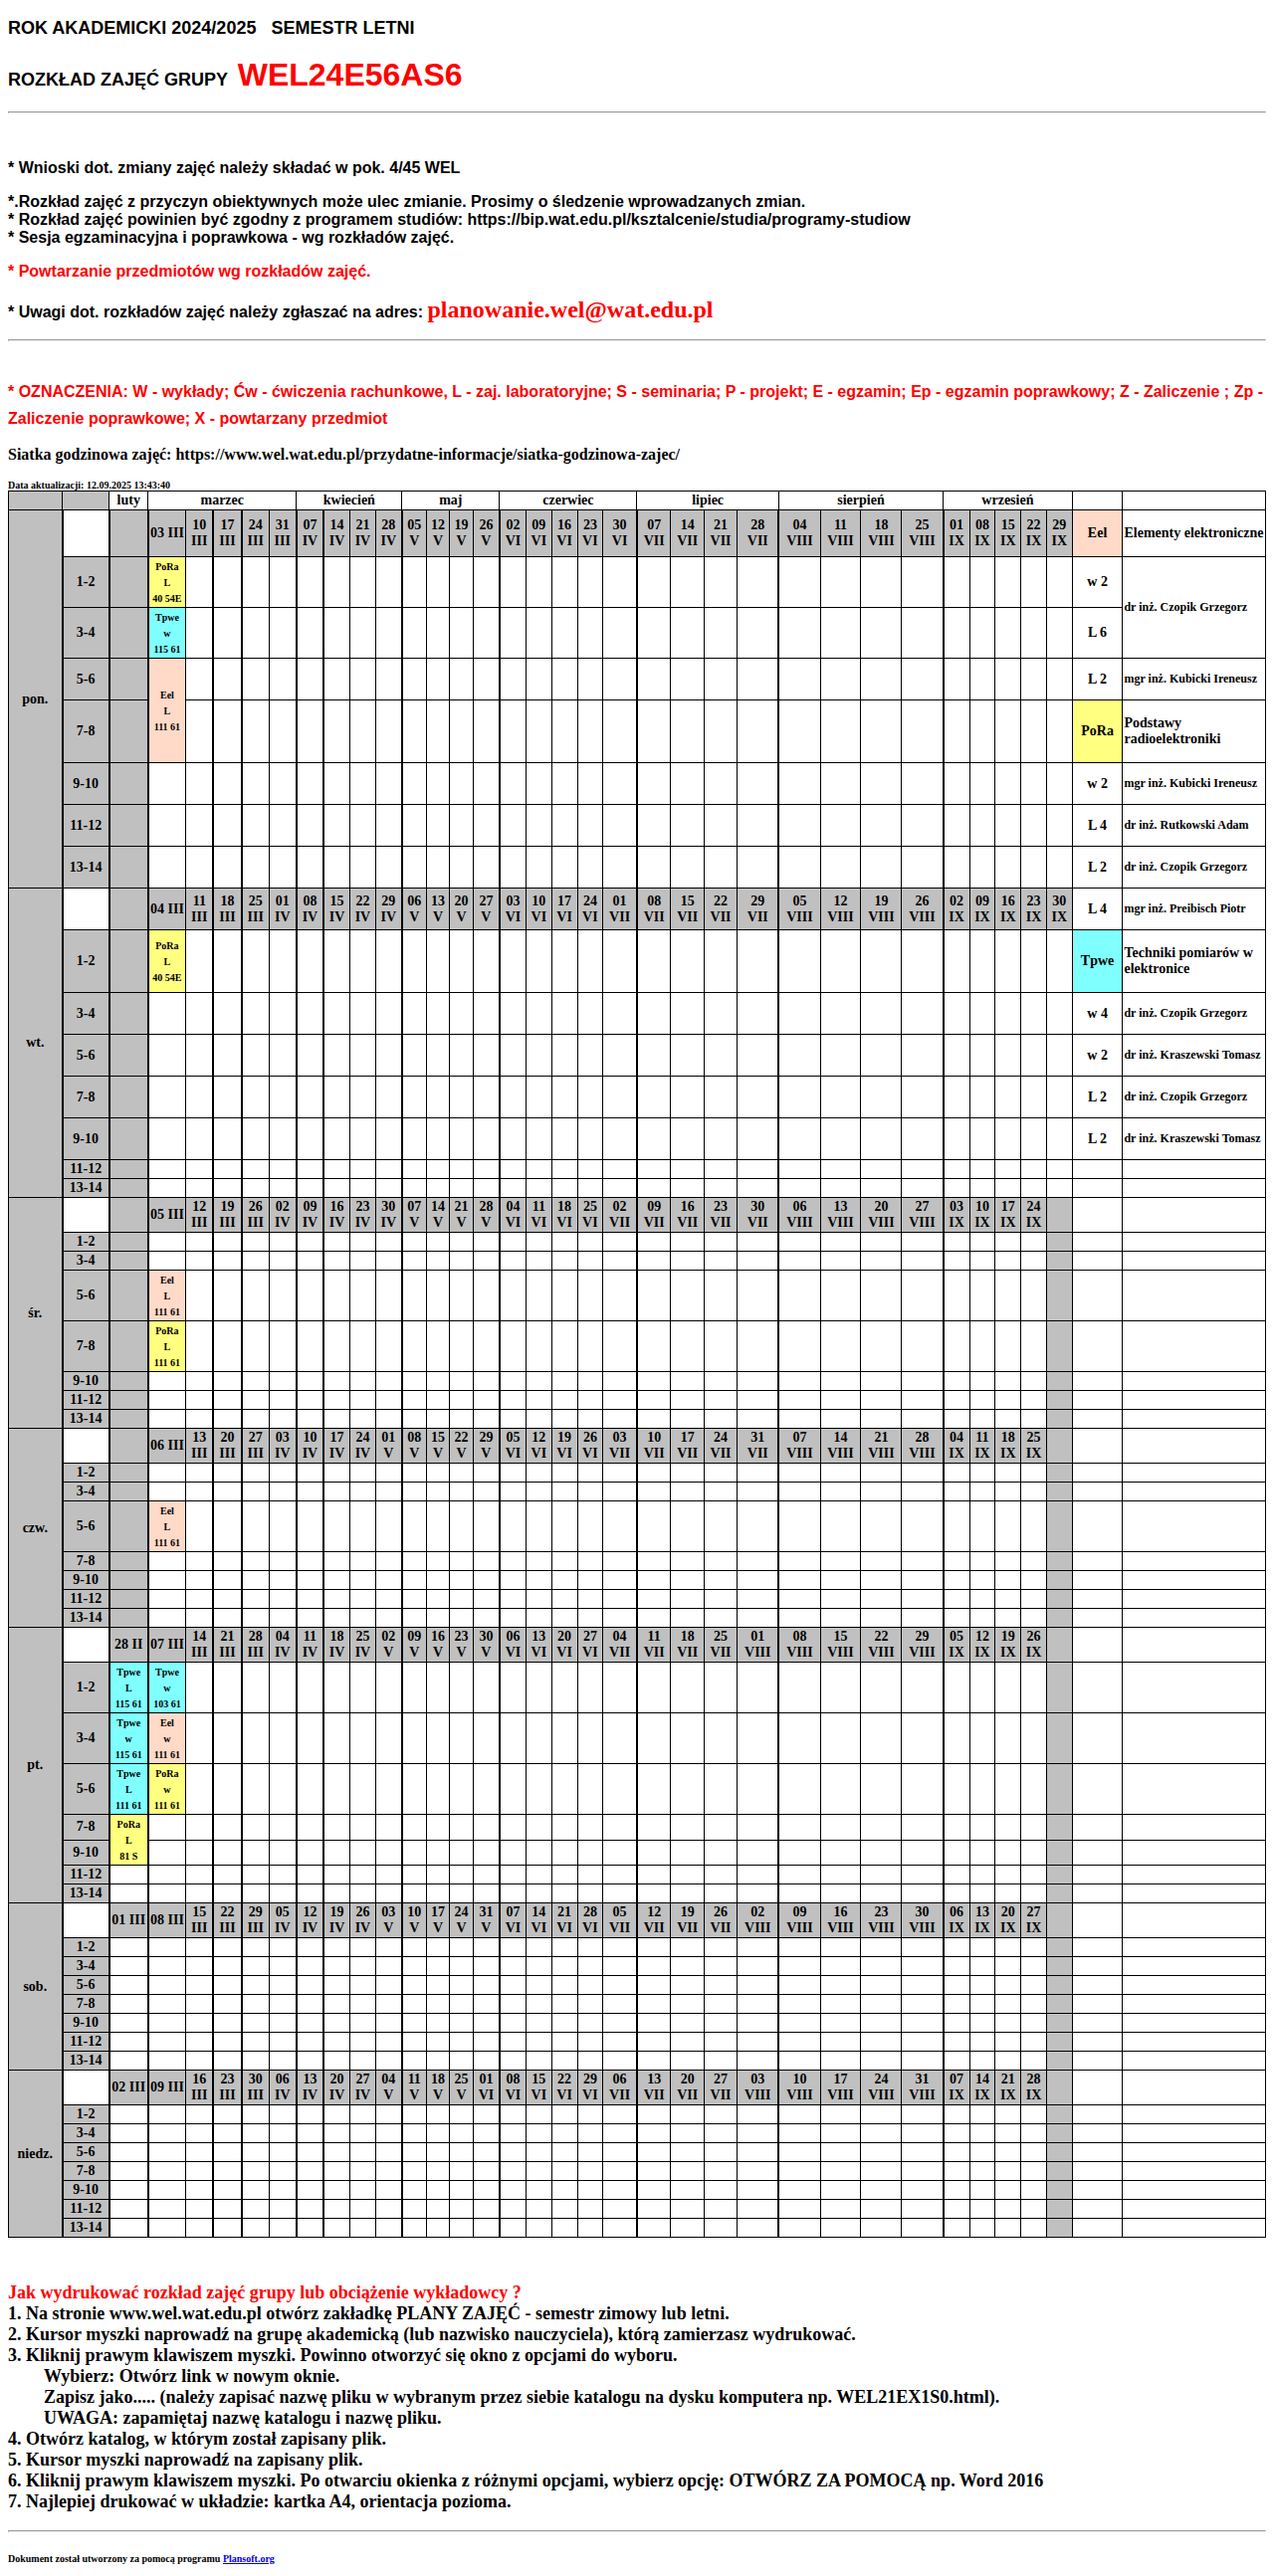 ROK AKADEMICKI 2024/2025 SEMESTR LETNI
ROZKŁAD ZAJĘĆ GRUPY WEL24E56AS6
* Wnioski dot. zmiany zajęć należy składać w pok. 4/45 WEL
*.Rozkład zajęć z przyczyn obiektywnych może ulec zmianie. Prosimy o śledzenie wprowadzanych zmian.
* Rozkład zajęć powinien być zgodny z programem studiów: https://bip.wat.edu.pl/ksztalcenie/studia/programy-studiow
* Sesja egzaminacyjna i poprawkowa - wg rozkładów zajęć.
* Powtarzanie przedmiotów wg rozkładów zajęć.
* Uwagi dot. rozkładów zajęć należy zgłaszać na adres: planowanie.wel@wat.edu.pl
* OZNACZENIA: W - wykłady; Ćw - ćwiczenia rachunkowe, L - zaj. laboratoryjne; S - seminaria; P - projekt; E - egzamin; Ep - egzamin poprawkowy; Z - Zaliczenie ; Zp -
Zaliczenie poprawkowe; X - powtarzany przedmiot
Siatka godzinowa zajęć: https://www.wel.wat.edu.pl/przydatne-informacje/siatka-godzinowa-zajec/
Data aktualizacji: 12.09.2025 13:43:40
luty marzec kwiecień maj czerwiec lipiec sierpień wrzesień
pon. 03 III 10 III 17 III 24 III 31 III 07 IV 14 IV 21 IV 28 IV 05 V 12 V 19 V 26 V 02 VI 09 VI 16 VI 23 VI 30 VI 07 VII 14 VII 21 VII 28 VII 04 VIII 11 VIII 18 VIII 25 VIII 01 IX 08 IX 15 IX 22 IX 29 IX Eel Elementy elektroniczne
1-2 PoRa L 40 54E w 2 dr inż. Czopik Grzegorz
3-4 Tpwe w 115 61 L 6
5-6 Eel L 111 61 L 2 mgr inż. Kubicki Ireneusz
7-8 PoRa Podstawy radioelektroniki
9-10 w 2 mgr inż. Kubicki Ireneusz
11-12 L 4 dr inż. Rutkowski Adam
13-14 L 2 dr inż. Czopik Grzegorz
wt. 04 III 11 III 18 III 25 III 01 IV 08 IV 15 IV 22 IV 29 IV 06 V 13 V 20 V 27 V 03 VI 10 VI 17 VI 24 VI 01 VII 08 VII 15 VII 22 VII 29 VII 05 VIII 12 VIII 19 VIII 26 VIII 02 IX 09 IX 16 IX 23 IX 30 IX L 4 mgr inż. Preibisch Piotr
1-2 PoRa L 40 54E Tpwe Techniki pomiarów w elektronice
3-4 w 4 dr inż. Czopik Grzegorz
5-6 w 2 dr inż. Kraszewski Tomasz
7-8 L 2 dr inż. Czopik Grzegorz
9-10 L 2 dr inż. Kraszewski Tomasz
11-12
13-14
śr. 05 III 12 III 19 III 26 III 02 IV 09 IV 16 IV 23 IV 30 IV 07 V 14 V 21 V 28 V 04 VI 11 VI 18 VI 25 VI 02 VII 09 VII 16 VII 23 VII 30 VII 06 VIII 13 VIII 20 VIII 27 VIII 03 IX 10 IX 17 IX 24 IX
1-2
3-4
5-6 Eel L 111 61
7-8 PoRa L 111 61
9-10
11-12
13-14
czw. 06 III 13 III 20 III 27 III 03 IV 10 IV 17 IV 24 IV 01 V 08 V 15 V 22 V 29 V 05 VI 12 VI 19 VI 26 VI 03 VII 10 VII 17 VII 24 VII 31 VII 07 VIII 14 VIII 21 VIII 28 VIII 04 IX 11 IX 18 IX 25 IX
1-2
3-4
5-6 Eel L 111 61
7-8
9-10
11-12
13-14
pt. 28 II 07 III 14 III 21 III 28 III 04 IV 11 IV 18 IV 25 IV 02 V 09 V 16 V 23 V 30 V 06 VI 13 VI 20 VI 27 VI 04 VII 11 VII 18 VII 25 VII 01 VIII 08 VIII 15 VIII 22 VIII 29 VIII 05 IX 12 IX 19 IX 26 IX
1-2 Tpwe L 115 61 Tpwe w 103 61
3-4 Tpwe w 115 61 Eel w 111 61
5-6 Tpwe L 111 61 PoRa w 111 61
7-8 PoRa L 81 S
9-10
11-12
13-14
sob. 01 III 08 III 15 III 22 III 29 III 05 IV 12 IV 19 IV 26 IV 03 V 10 V 17 V 24 V 31 V 07 VI 14 VI 21 VI 28 VI 05 VII 12 VII 19 VII 26 VII 02 VIII 09 VIII 16 VIII 23 VIII 30 VIII 06 IX 13 IX 20 IX 27 IX
1-2
3-4
5-6
7-8
9-10
11-12
13-14
niedz. 02 III 09 III 16 III 23 III 30 III 06 IV 13 IV 20 IV 27 IV 04 V 11 V 18 V 25 V 01 VI 08 VI 15 VI 22 VI 29 VI 06 VII 13 VII 20 VII 27 VII 03 VIII 10 VIII 17 VIII 24 VIII 31 VIII 07 IX 14 IX 21 IX 28 IX
1-2
3-4
5-6
7-8
9-10
11-12
13-14
Jak wydrukować rozkład zajęć grupy lub obciążenie wykładowcy ?
1. Na stronie www.wel.wat.edu.pl otwórz zakładkę PLANY ZAJĘĆ - semestr zimowy lub letni.
2. Kursor myszki naprowadź na grupę akademicką (lub nazwisko nauczyciela), którą zamierzasz wydrukować.
3. Kliknij prawym klawiszem myszki. Powinno otworzyć się okno z opcjami do wyboru.
Wybierz: Otwórz link w nowym oknie.
Zapisz jako..... (należy zapisać nazwę pliku w wybranym przez siebie katalogu na dysku komputera np. WEL21EX1S0.html).
UWAGA: zapamiętaj nazwę katalogu i nazwę pliku.
4. Otwórz katalog, w którym został zapisany plik.
5. Kursor myszki naprowadź na zapisany plik.
6. Kliknij prawym klawiszem myszki. Po otwarciu okienka z różnymi opcjami, wybierz opcję: OTWÓRZ ZA POMOCĄ np. Word 2016
7. Najlepiej drukować w układzie: kartka A4, orientacja pozioma.
Dokument został utworzony za pomocą programu Plansoft.org